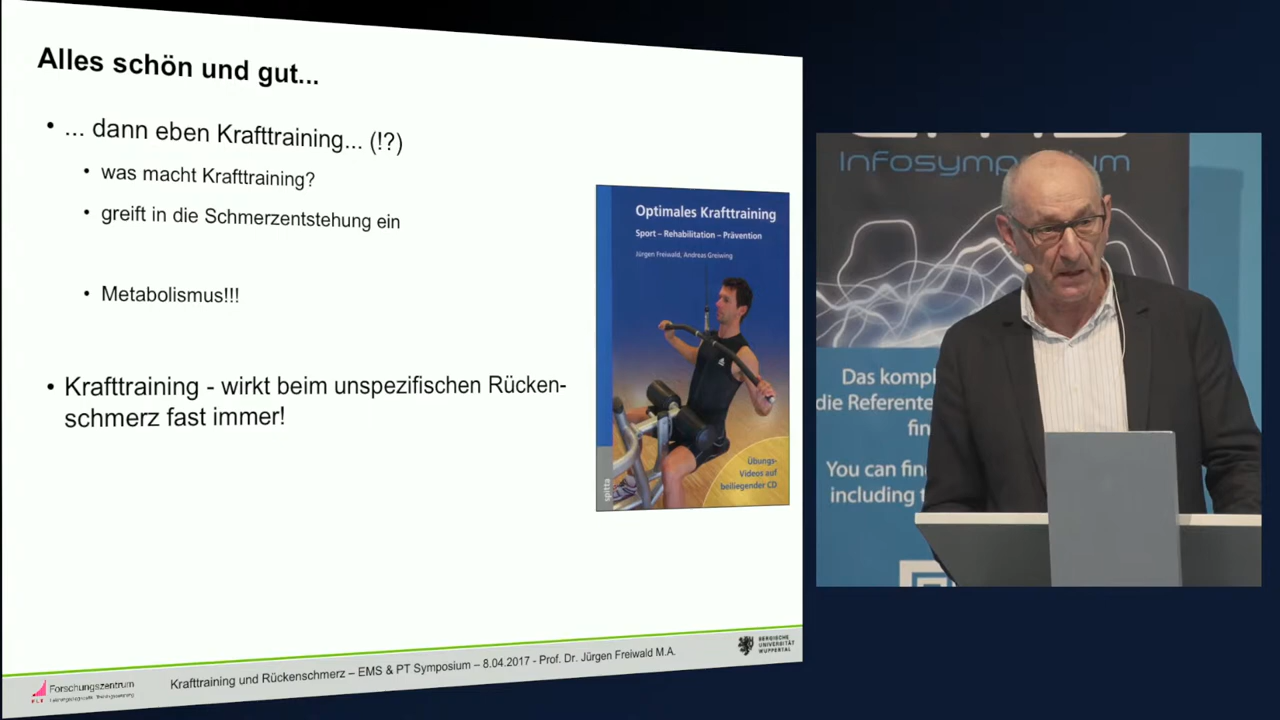 Alles schön und gut...
• ... dann eben Krafttraining... (!?)
• was macht Krafttraining?
• greift in die Schmerzentstehung ein
• Metabolismus!!!
• Krafttraining - wirkt beim unspezifischen Rücken-
schmerz fast immer!
Optimales Krafttraining
Sport – Rehabilitation – Prävention
Jürgen Freiwald, Andreas Greiwing
Übungs-
Videos auf
beiliegender CD
spitta
Forschungszentrum
FLT
Krafttraining und Rückenschmerz – EMS & PT Symposium – 8.04.2017 - Prof. Dr. Jürgen Freiwald M.A.
BERGISCHE
UNIVERSITÄT
WUPPERTAL
Infosymposium
Das kompl
die Referente
fin
You can fin
including t